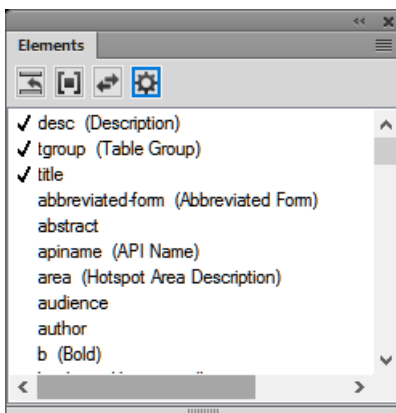 Elements
desc (Description)
tgroup (Table Group)
title
abbreviated-form (Abbreviated Form)
abstract
apiname (API Name)
area (Hotspot Area Description)
audience
author
b (Bold)